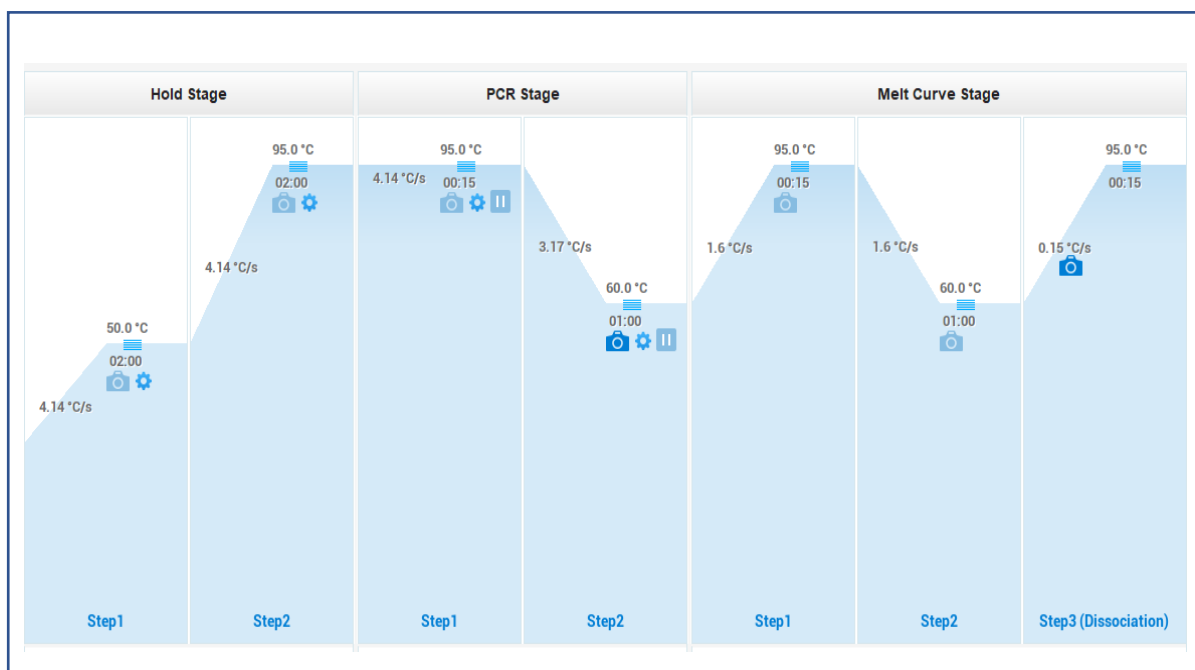 Hold Stage
PCR Stage
Melt Curve Stage
50.0 °C
02:00
4.14 °C/s
Step1
95.0 °C
02:00
4.14 °C/s
Step2
95.0 °C
4.14 °C/s
00:15
Step1
3.17 °C/s
60.0 °C
01:00
Step2
95.0 °C
00:15
1.6 °C/s
Step1
1.6 °C/s
60.0 °C
01:00
Step2
95.0 °C
00:15
0.15 °C/s
Step3 (Dissociation)